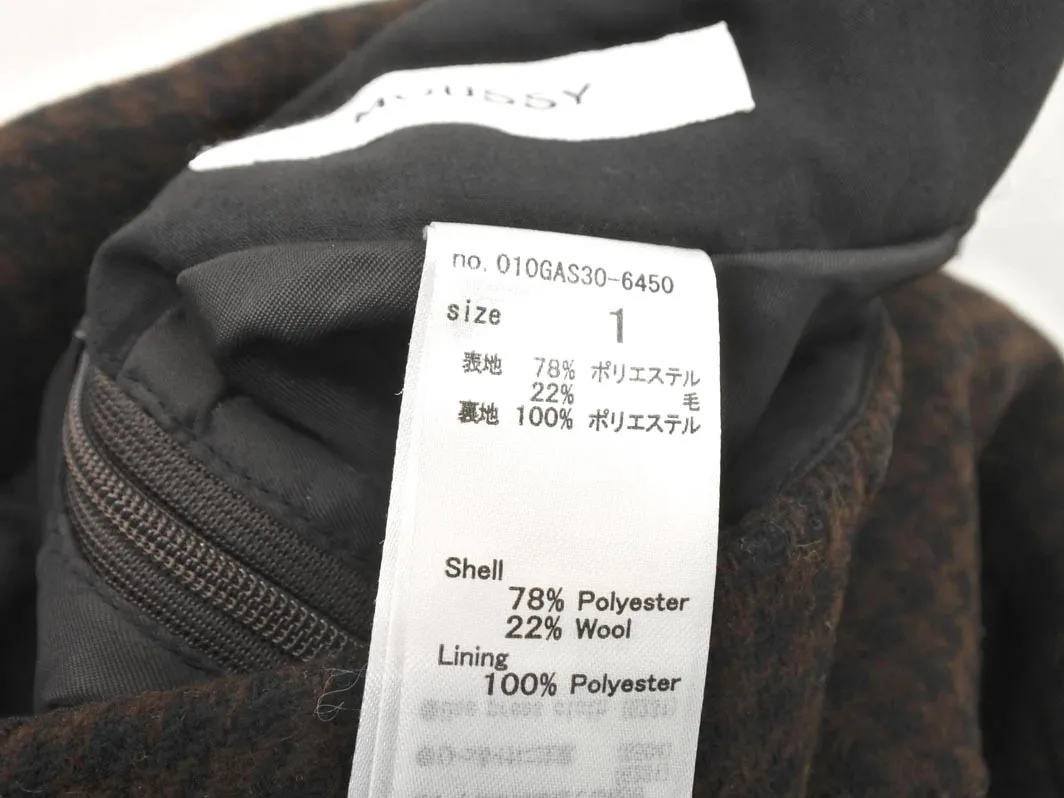 MOUSSY
no. 010GAS30-6450
size 1
表地 78% ポリエステル
22% 毛
裏地 100% ポリエステル
Shell
78% Polyester
22% Wool
Lining
100% Polyester